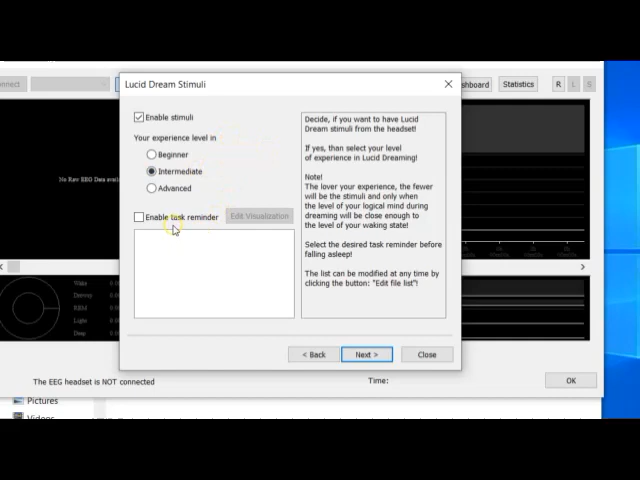 Lucid Dream Stimuli
nnect
shboard
Statistics
R
L
S
Enable stimuli
Your experience level in
Beginner
Intermediate
Advanced
Enable task reminder
Edit Visualization
Decide, if you want to have Lucid
Dream stimuli from the headset!
If yes, than select your level
of experience in Lucid Dreaming!
Note!
The lover your experience, the fewer
will be the stimuli and only when
the level of your logical mind during
dreaming will be close enough to
the level of your waking state!
Select the desired task reminder before
falling asleep!
The list can be modified at any time by
clicking the button: "Edit file list"!
No Raw EEG Data avail
Wake
Drowsy
REM
Light
Deep
< Back
Next >
Close
The EEG headset is NOT connected
Time:
OK
Pictures
Videos